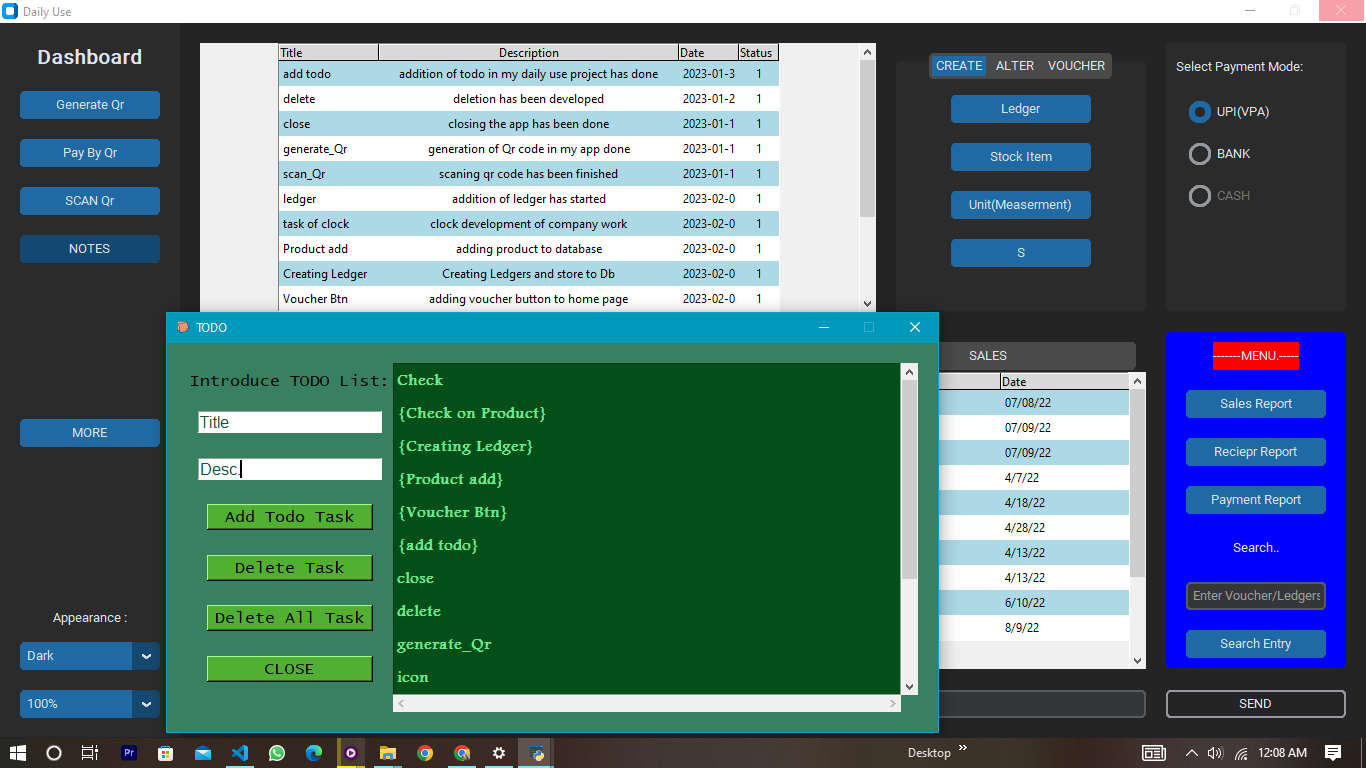 Daily Use
Dashboard
Generate Qr
Pay By Qr
SCAN Qr
NOTES
MORE
Appearance :
Dark
100%
Title Description Date Status
add todo addition of todo in my daily use project has done 2023-01-3 1
delete deletion has been developed 2023-01-2 1
close closing the app has been done 2023-01-1 1
generate_Qr generation of Qr code in my app done 2023-01-1 1
scan_Qr scaning qr code has been finished 2023-01-1 1
ledger addition of ledger has started 2023-02-0 1
task of clock clock development of company work 2023-02-0 1
Product add adding product to database 2023-02-0 1
Creating Ledger Creating Ledgers and store to Db 2023-02-0 1
Voucher Btn adding voucher button to home page 2023-02-0 1
CREATE ALTER VOUCHER
Ledger
Stock Item
Unit(Measerment)
S
Select Payment Mode:
UPI(VPA)
BANK
CASH
TODO
Introduce TODO List:
Title
Desc.
Add Todo Task
Delete Task
Delete All Task
CLOSE
Check
{Check on Product}
{Creating Ledger}
{Product add}
{Voucher Btn}
{add todo}
close
delete
generate_Qr
icon
SALES
Date
07/08/22
07/09/22
07/09/22
4/7/22
4/18/22
4/28/22
4/13/22
4/13/22
6/10/22
8/9/22
-------MENU.-----
Sales Report
Reciepr Report
Payment Report
Search..
Enter Voucher/Ledgers
Search Entry
SEND
Pr
Desktop »
12:08 AM